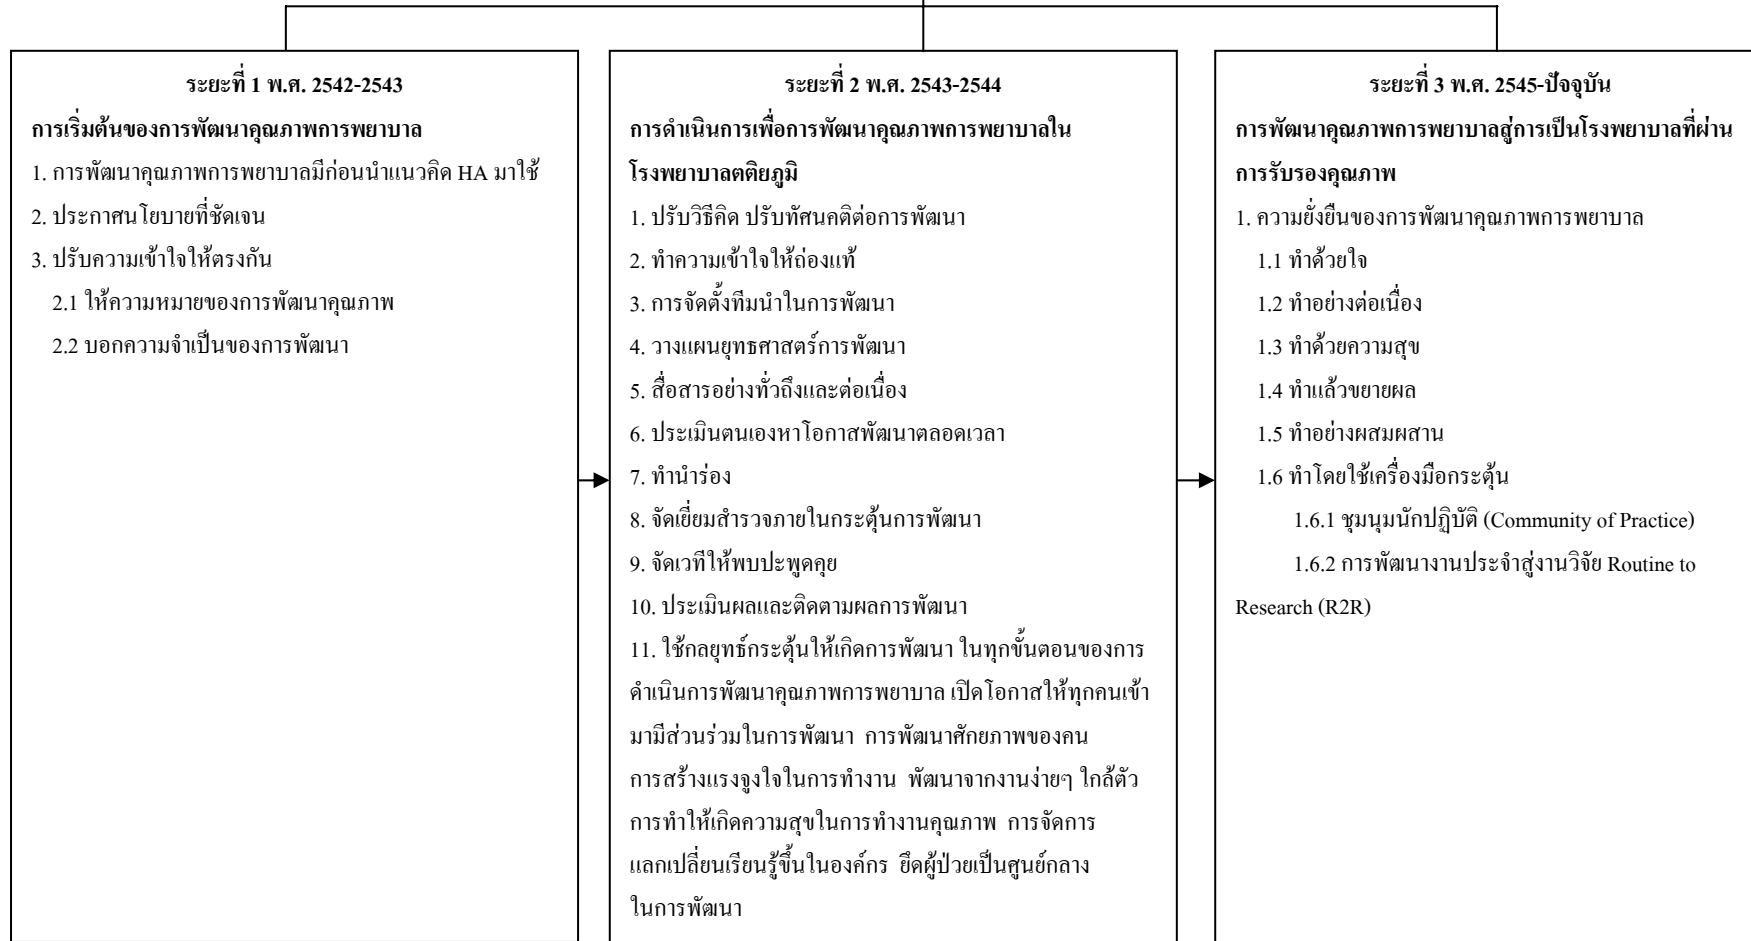 ระยะที่ 1 พ.ศ. 2542-2543
การเริ่มต้นของการพัฒนาคุณภาพการพยาบาล
1. การพัฒนาคุณภาพการพยาบาลมีก่อนนำแนวคิด HA มาใช้
2. ประกาศนโยบายที่ชัดเจน
3. ปรับความเข้าใจให้ตรงกัน
2.1 ให้ความหมายของการพัฒนาคุณภาพ
2.2 บอกความจำเป็นของการพัฒนา
ระยะที่ 2 พ.ศ. 2543-2544
การดำเนินการเพื่อการพัฒนาคุณภาพการพยาบาลใน
โรงพยาบาลตติยภูมิ
1. ปรับวิธีคิด ปรับทัศนคติต่อการพัฒนา
2. ทำความเข้าใจให้ถ่องแท้
3. การจัดตั้งทีมนำในการพัฒนา
4. วางแผนยุทธศาสตร์การพัฒนา
5. สื่อสารอย่างทั่วถึงและต่อเนื่อง
6. ประเมินตนเองหาโอกาสพัฒนาตลอดเวลา
7. ทำนำร่อง
8. จัดเยี่ยมสำรวจภายในกระตุ้นการพัฒนา
9. จัดเวทีให้พบปะพูดคุย
10. ประเมินผลและติดตามผลการพัฒนา
11. ใช้กลยุทธ์กระตุ้นให้เกิดการพัฒนา ในทุกขั้นตอนของการ
ดำเนินการพัฒนาคุณภาพการพยาบาล เปิดโอกาสให้ทุกคนเข้า
มามีส่วนร่วมในการพัฒนา การพัฒนาศักยภาพของคน
การสร้างแรงจูงใจในการทำงาน พัฒนาจากงานง่ายๆ ใกล้ตัว
การทำให้เกิดความสุขในการทำงานคุณภาพ การจัดการ
แลกเปลี่ยนเรียนรู้ขึ้นในองค์กร ยึดผู้ป่วยเป็นศูนย์กลาง
ในการพัฒนา
ระยะที่ 3 พ.ศ. 2545-ปัจจุบัน
การพัฒนาคุณภาพการพยาบาลสู่การเป็นโรงพยาบาลที่ผ่าน
การรับรองคุณภาพ
1. ความยั่งยืนของการพัฒนาคุณภาพการพยาบาล
1.1 ทำด้วยใจ
1.2 ทำอย่างต่อเนื่อง
1.3 ทำด้วยความสุข
1.4 ทำแล้วขยายผล
1.5 ทำอย่างผสมผสาน
1.6 ทำโดยใช้เครื่องมือกระตุ้น
1.6.1 ชุมนุมนักปฏิบัติ (Community of Practice)
1.6.2 การพัฒนางานประจำสู่งานวิจัย Routine to
Research (R2R)